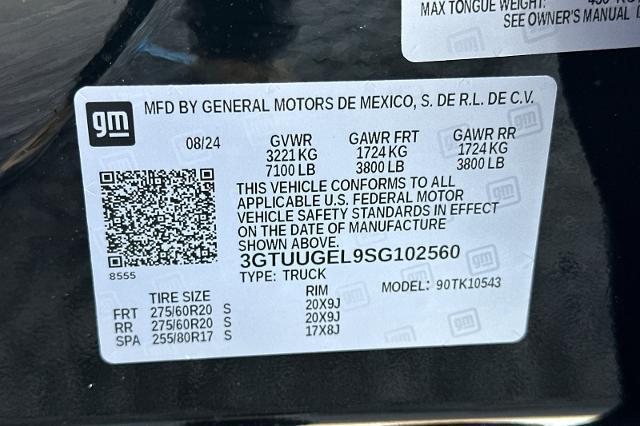 MAX TONGUE WEIGHT:
SEE OWNER'S MANUAL
gm
MFD BY GENERAL MOTORS DE MEXICO, S. DE R.L. DE C.V.
08/24 GVWR GAWR FRT GAWR RR
3221 KG 1724 KG 1724 KG
7100 LB 3800 LB 3800 LB
THIS VEHICLE CONFORMS TO ALL
APPLICABLE U.S. FEDERAL MOTOR
VEHICLE SAFETY STANDARDS IN EFFECT
ON THE DATE OF MANUFACTURE
SHOWN ABOVE.
8555
3GTUUGEL9SG102560
TYPE: TRUCK MODEL: 90TK10543
TIRE SIZE RIM
FRT 275/60R20 S 20X9J
RR 275/60R20 S 20X9J
SPA 255/80R17 S 17X8J